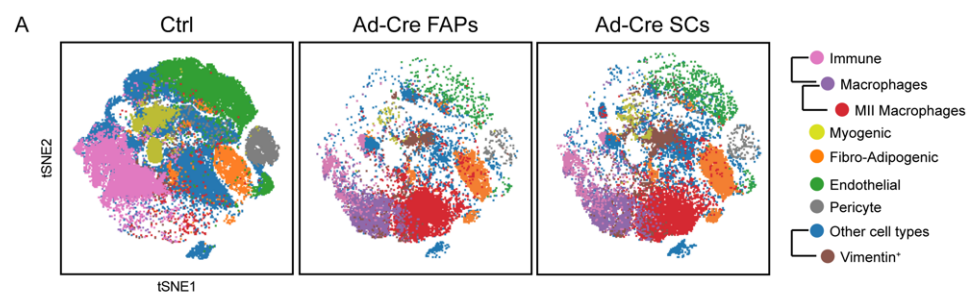 A
Ctrl
Ad-Cre FAPs
Ad-Cre SCs
tSNE2
tSNE1
Immune
Macrophages
MII Macrophages
Myogenic
Fibro-Adipogenic
Endothelial
Pericyte
Other cell types
Vimentin⁺